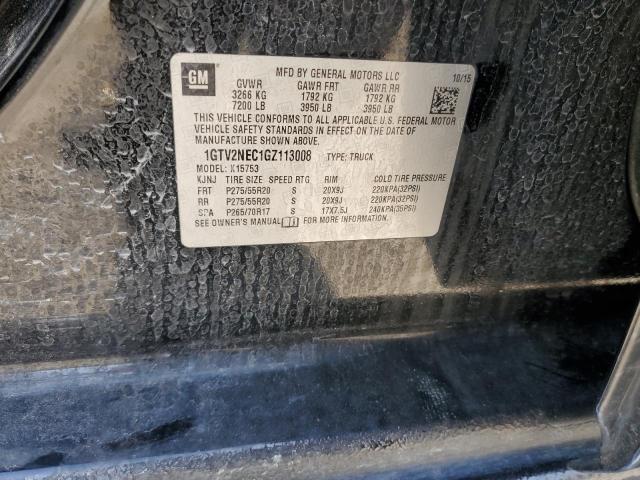 GM
MFD BY GENERAL MOTORS LLC 10/15
GVWR GAWR FRT GAWR RR
3266 KG 1792 KG 1792 KG
7200 LB 3950 LB 3950 LB
THIS VEHICLE CONFORMS TO ALL APPLICABLE U.S. FEDERAL MOTOR
VEHICLE SAFETY STANDARDS IN EFFECT ON THE DATE OF
MANUFACTURE SHOWN ABOVE.
1GTV2NEC1GZ113008 TYPE: TRUCK
MODEL: K15753
KJNJ TIRE SIZE SPEED RTG RIM COLD TIRE PRESSURE
FRT P275/55R20 S 20X9J 220KPA(32PSI)
RR P275/55R20 S 20X9J 220KPA(32PSI)
SPA P265/70R17 S 17X7.5J 240KPA(35PSI)
SEE OWNER'S MANUAL FOR MORE INFORMATION.